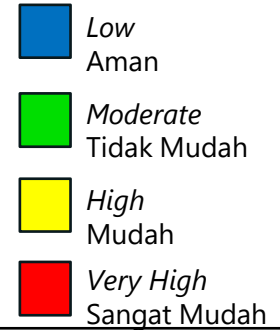 Low
Aman
Moderate
Tidak Mudah
High
Mudah
Very High
Sangat Mudah